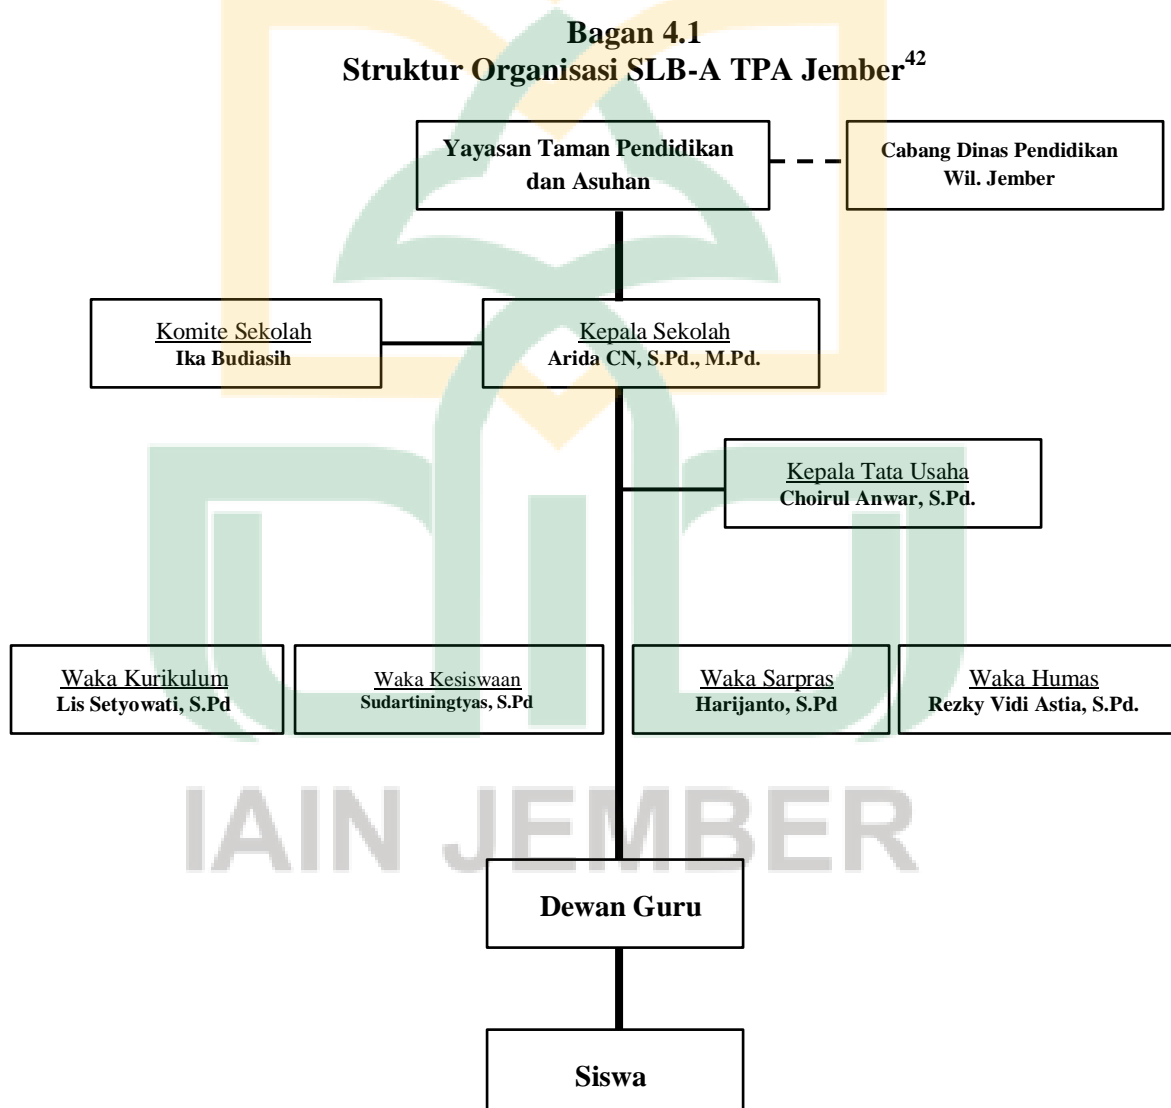 Bagan 4.1
Struktur Organisasi SLB-A TPA Jember42
Yayasan Taman Pendidikan
dan Asuhan
Cabang Dinas Pendidikan
Wil. Jember
Komite Sekolah
Ika Budiasih
Kepala Sekolah
Arida CN, S.Pd., M.Pd.
Kepala Tata Usaha
Choirul Anwar, S.Pd.
Waka Kurikulum
Lis Setyowati, S.Pd
Waka Kesiswaan
Sudartiningtyas, S.Pd
Waka Sarpras
Harijanto, S.Pd
Waka Humas
Rezky Vidi Astia, S.Pd.
IAIN JEMBER
Dewan Guru
Siswa